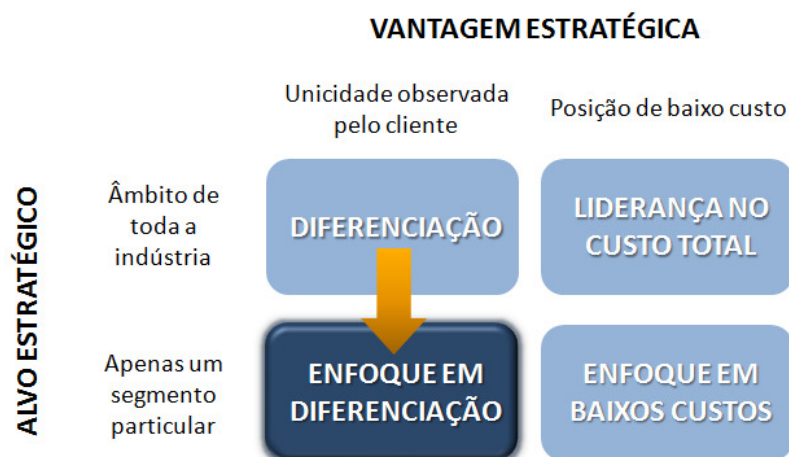 VANTAGEM ESTRATÉGICA
Unicidade observada
pelo cliente
Posição de baixo custo
ALVO ESTRATÉGICO
Âmbito de
toda a
indústria
DIFERENCIAÇÃO
LIDERANÇA NO
CUSTO TOTAL
Apenas um
segmento
particular
ENFOQUE EM
DIFERENCIAÇÃO
ENFOQUE EM
BAIXOS CUSTOS